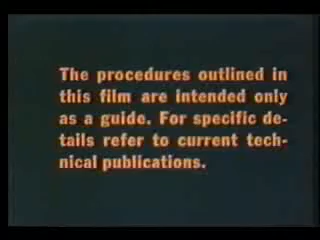 The procedures outlined in
this film are intended only
as a guide. For specific de-
tails refer to current tech-
nical publications.